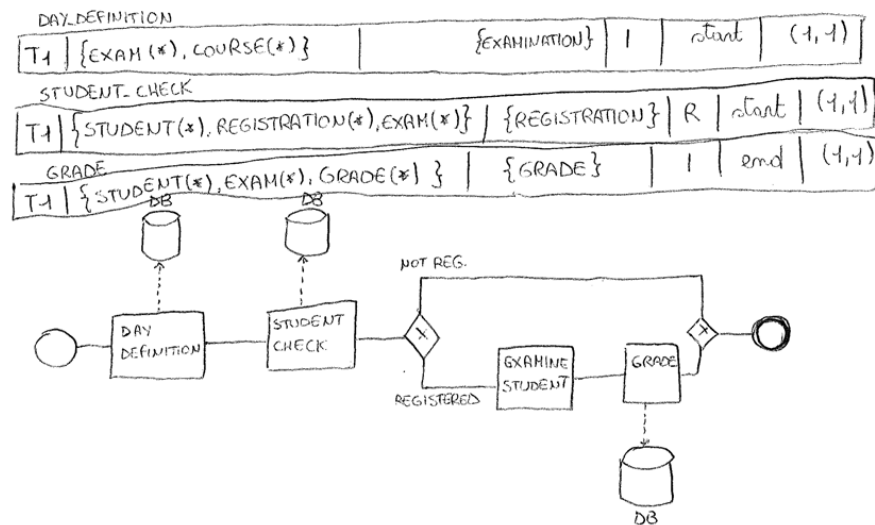 DAY_DEFINITION
T1 | {EXAM(*), COURSE(*)} | {EXAMINATION} | I | start | (1,1)
STUDENT_CHECK
T1 | {STUDENT(*), REGISTRATION(*), EXAM(*)} | {REGISTRATION} | R | start | (1,1)
GRADE
T1 | {STUDENT(*), EXAM(*), GRADE(*)} | {GRADE} | I | end | (1,1)
DB
DB
NOT REG.
DAY
DEFINITION
STUDENT
CHECK
X
X
EXAMINE
STUDENT
GRADE
REGISTERED
DB